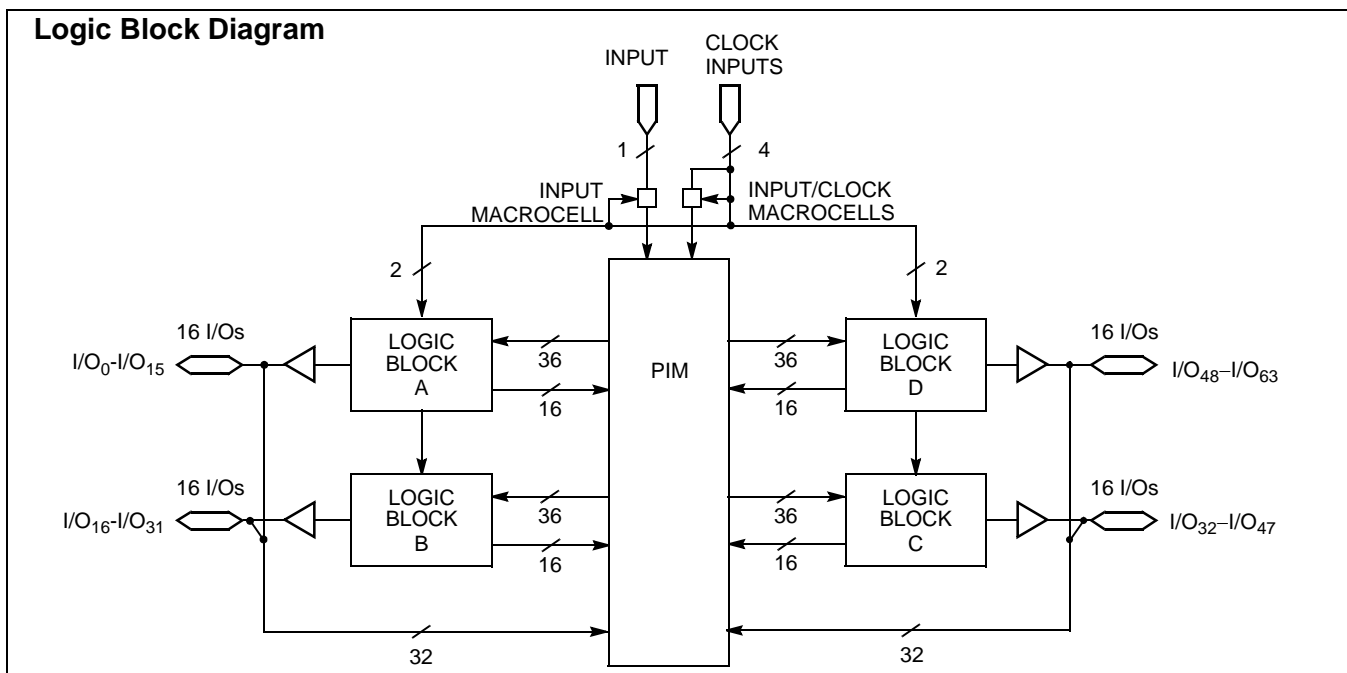 Logic Block Diagram
INPUT
CLOCK
INPUTS
1
4
INPUT
MACROCELL
INPUT/CLOCK
MACROCELLS
2
2
16 I/Os
I/O0-I/O15
LOGIC
BLOCK
A
36
16
PIM
36
16
LOGIC
BLOCK
D
16 I/Os
I/O48–I/O63
16 I/Os
I/O16-I/O31
LOGIC
BLOCK
B
36
16
36
16
LOGIC
BLOCK
C
16 I/Os
I/O32–I/O47
32
32